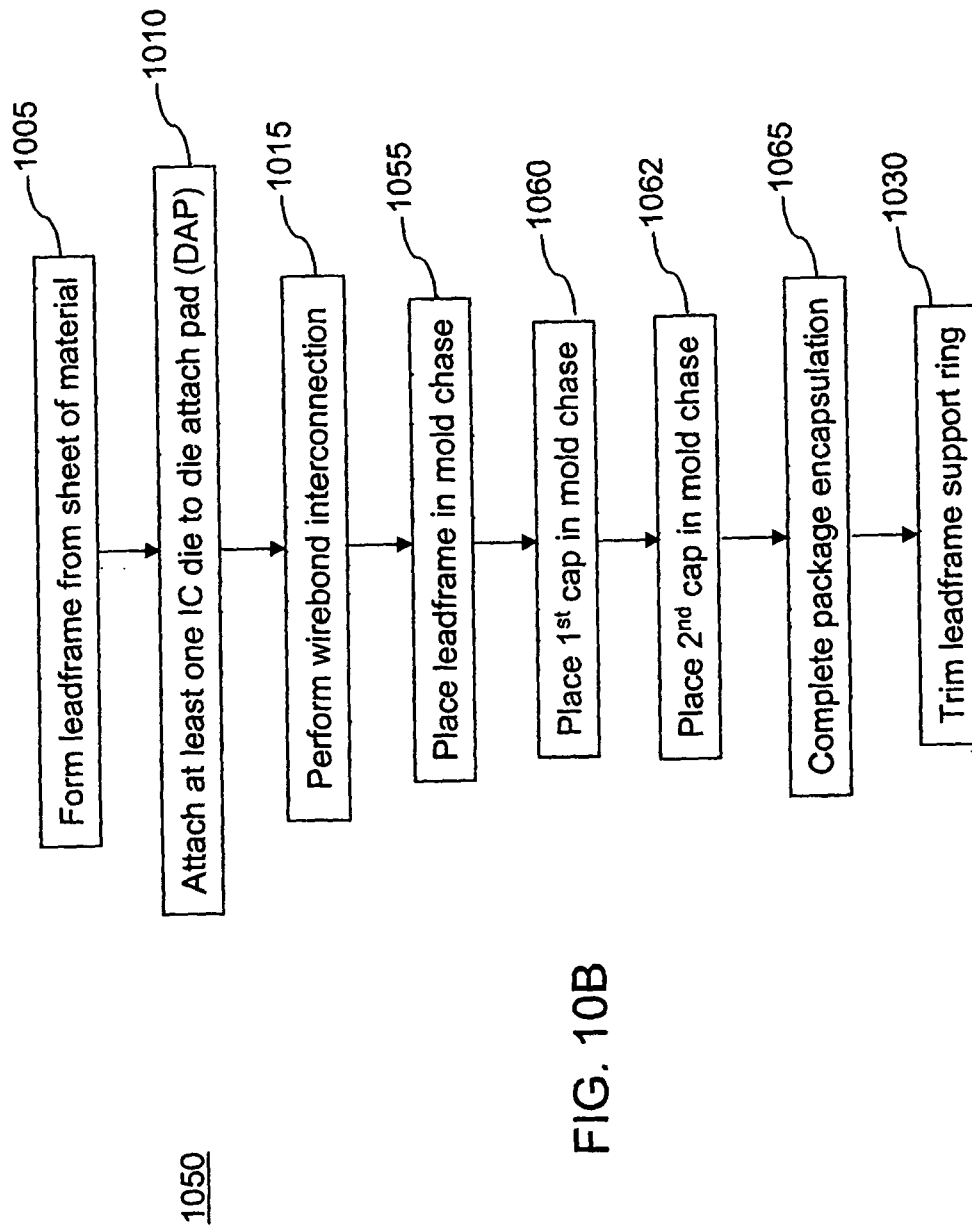 1050
Form leadframe from sheet of material
1005
Attach at least one IC die to die attach pad (DAP)
1010
Perform wirebond interconnection
1015
Place leadframe in mold chase
1055
Place 1st cap in mold chase
1060
Place 2nd cap in mold chase
1062
Complete package encapsulation
1065
Trim leadframe support ring
1030
FIG. 10B